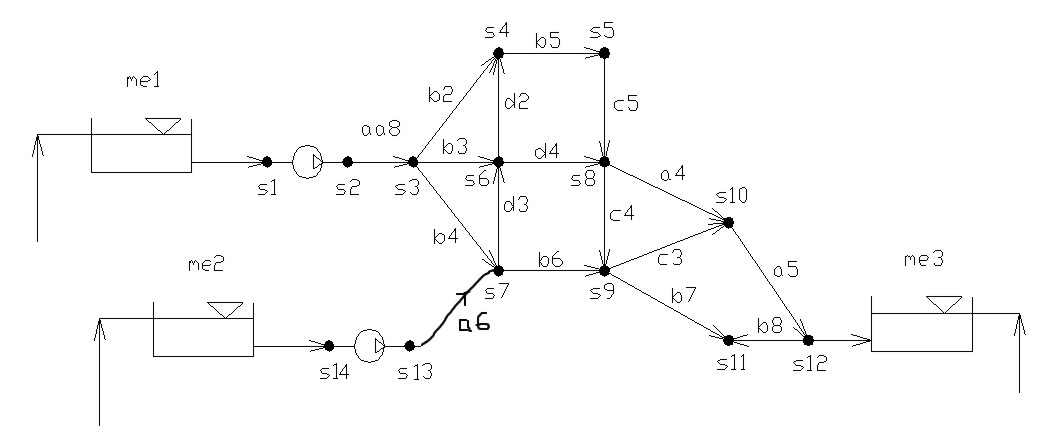 s4 b5 s5
me1 b2 d2 c5
aa8 b3 d4
s1 s2 s3 s6 s8 a4
d3 c4 s10
b4 c3
me2 s7 b6 s9 b7 a5 me3
a6 b8
s14 s13 s11 s12